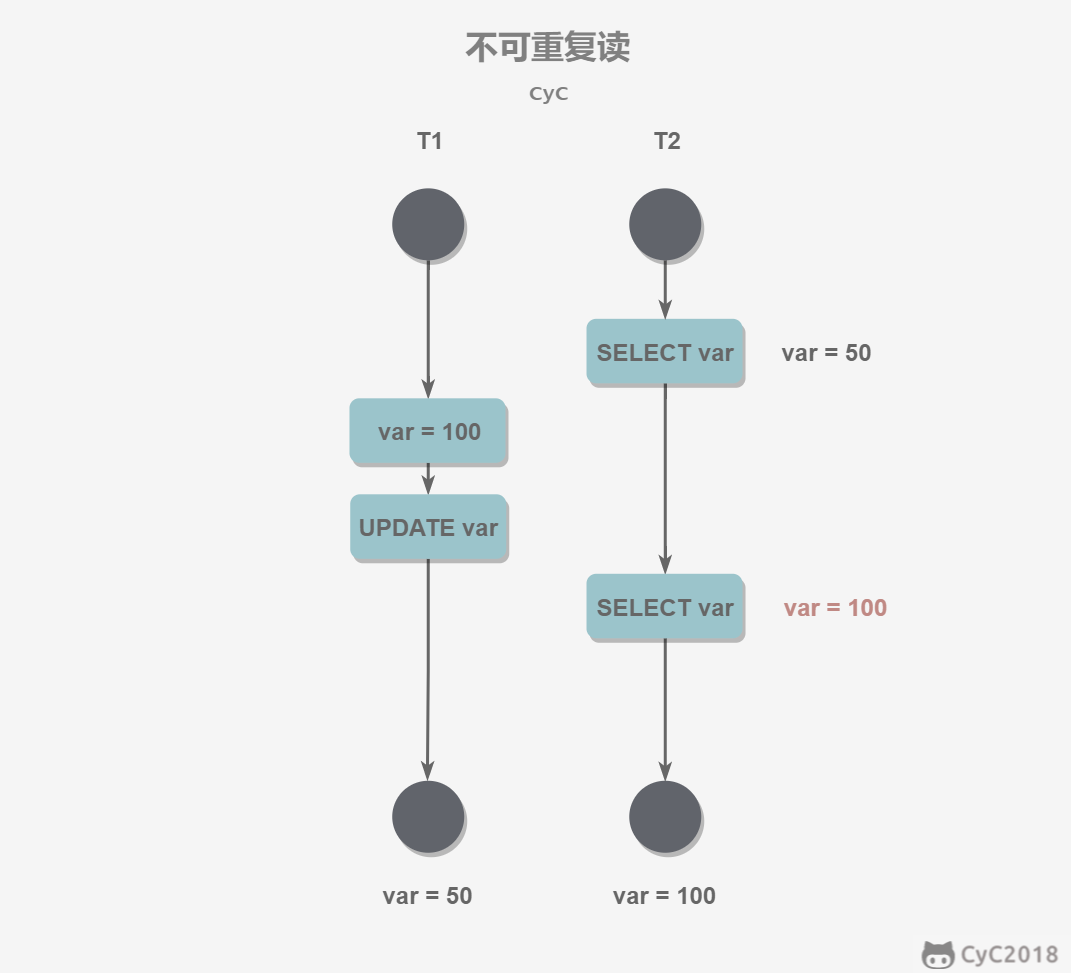 不可重复读
CyC
T1 T2
SELECT var var = 50
var = 100
UPDATE var
SELECT var var = 100
var = 50 var = 100
CyC2018